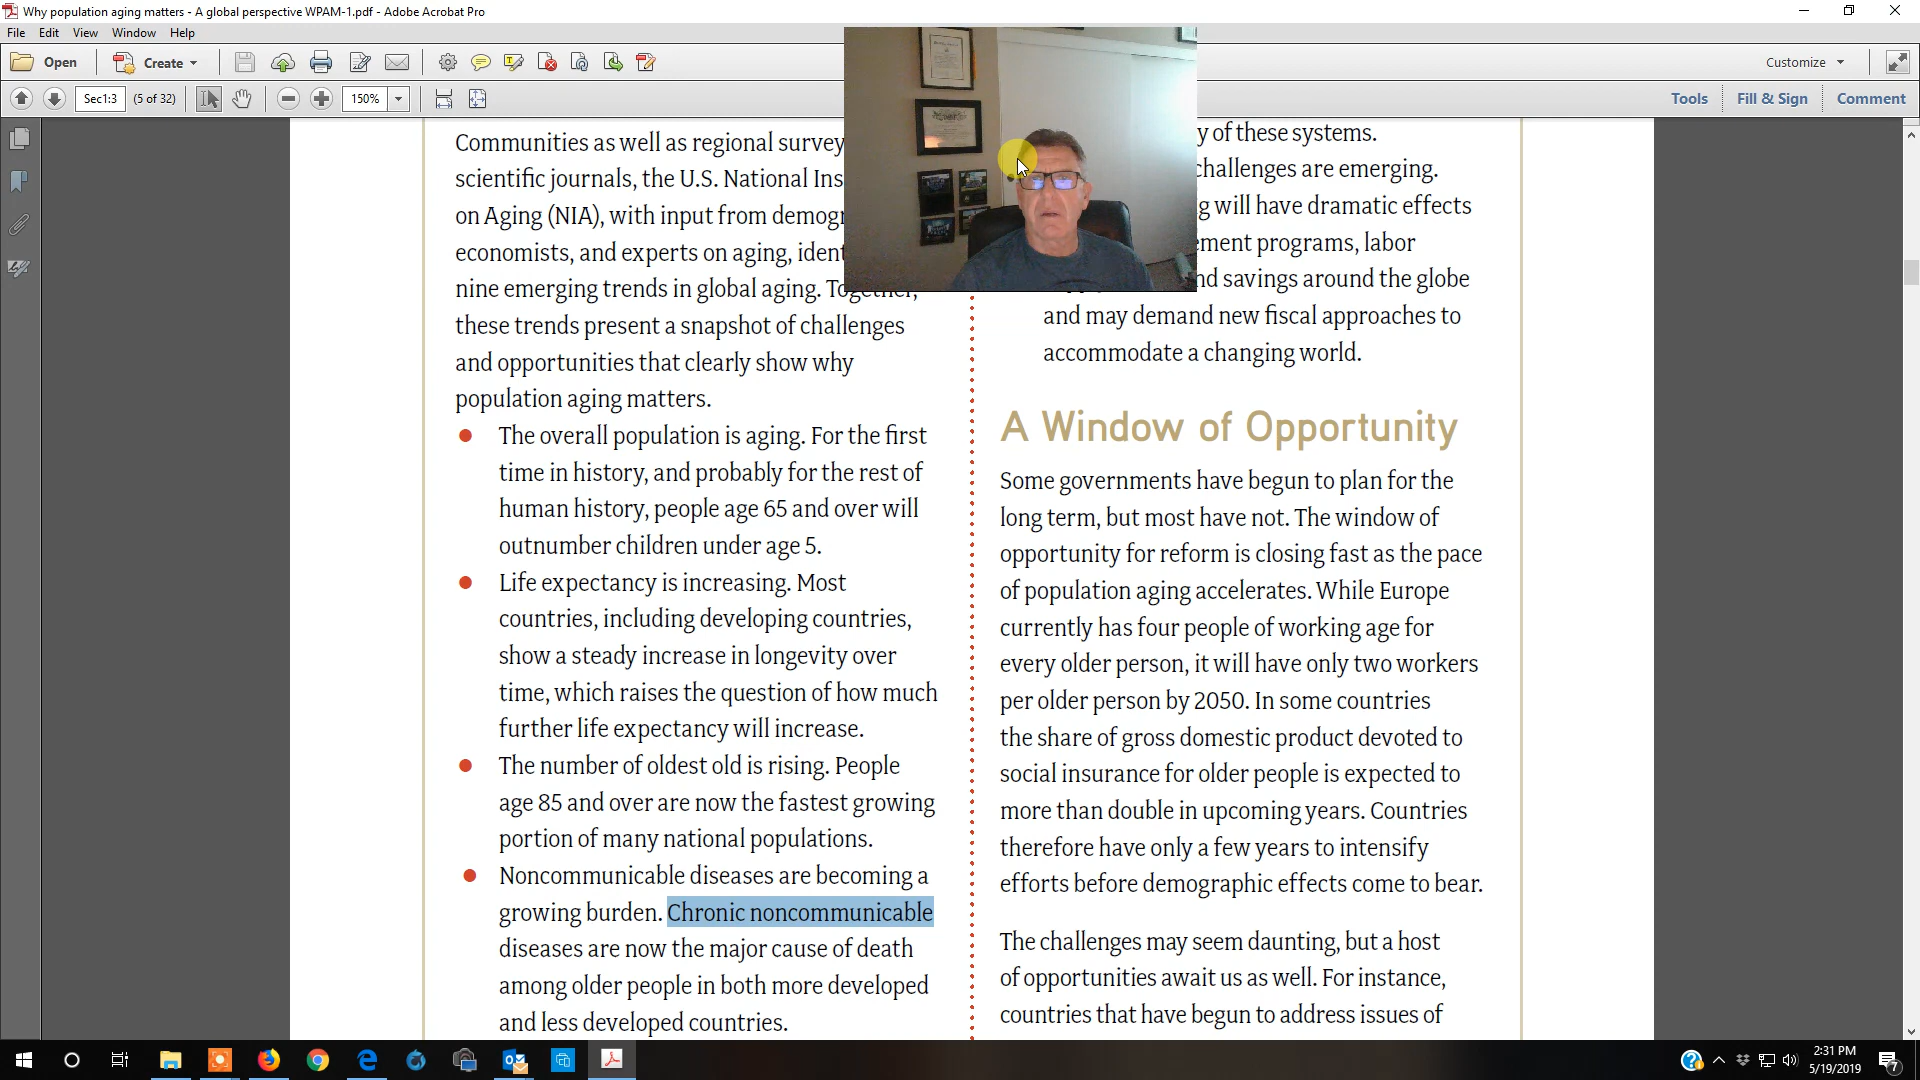 Why population aging matters - A global perspective WPAM-1.pdf - Adobe Acrobat Pro
File Edit View Window Help
Open Create Customize
Sec1:3 (5 of 32) 150% Tools Fill & Sign Comment
Communities as well as regional survey
scientific journals, the U.S. National Ins
on Aging (NIA), with input from demogr
economists, and experts on aging, ident
nine emerging trends in global aging. Together,
these trends present a snapshot of challenges
and opportunities that clearly show why
population aging matters.
The overall population is aging. For the first
time in history, and probably for the rest of
human history, people age 65 and over will
outnumber children under age 5.
Life expectancy is increasing. Most
countries, including developing countries,
show a steady increase in longevity over
time, which raises the question of how much
further life expectancy will increase.
The number of oldest old is rising. People
age 85 and over are now the fastest growing
portion of many national populations.
Noncommunicable diseases are becoming a
growing burden. Chronic noncommunicable
diseases are now the major cause of death
among older people in both more developed
and less developed countries.
y of these systems.
challenges are emerging.
g will have dramatic effects
ement programs, labor
nd savings around the globe
and may demand new fiscal approaches to
accommodate a changing world.
A Window of Opportunity
Some governments have begun to plan for the
long term, but most have not. The window of
opportunity for reform is closing fast as the pace
of population aging accelerates. While Europe
currently has four people of working age for
every older person, it will have only two workers
per older person by 2050. In some countries
the share of gross domestic product devoted to
social insurance for older people is expected to
more than double in upcoming years. Countries
therefore have only a few years to intensify
efforts before demographic effects come to bear.
The challenges may seem daunting, but a host
of opportunities await us as well. For instance,
countries that have begun to address issues of
2:31 PM
5/19/2019
7